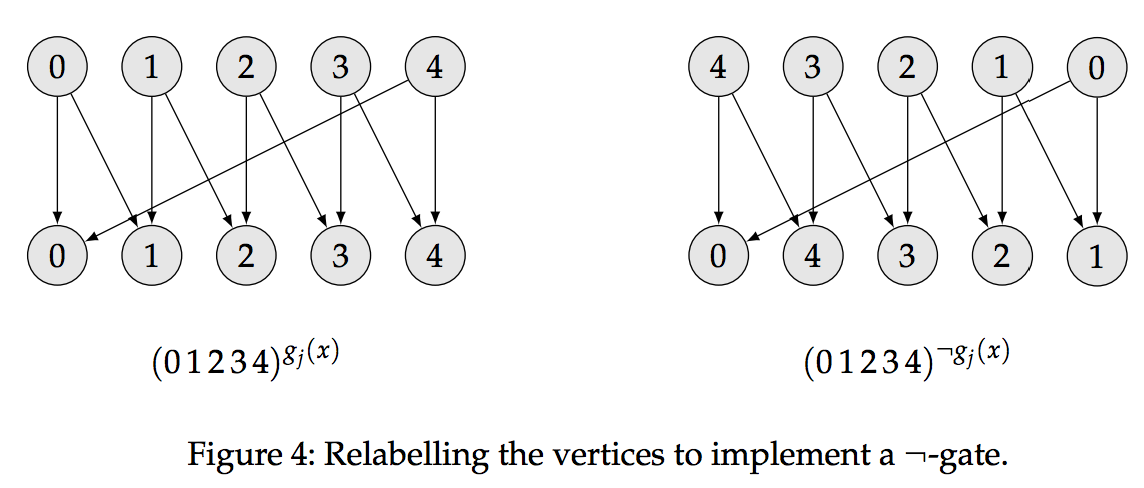 0 1 2 3 4 4 3 2 1 0
0 1 2 3 4 0 4 3 2 1
(0 1 2 3 4)^{g_j(x)} (0 1 2 3 4)^{¬g_j(x)}
Figure 4: Relabelling the vertices to implement a ¬-gate.